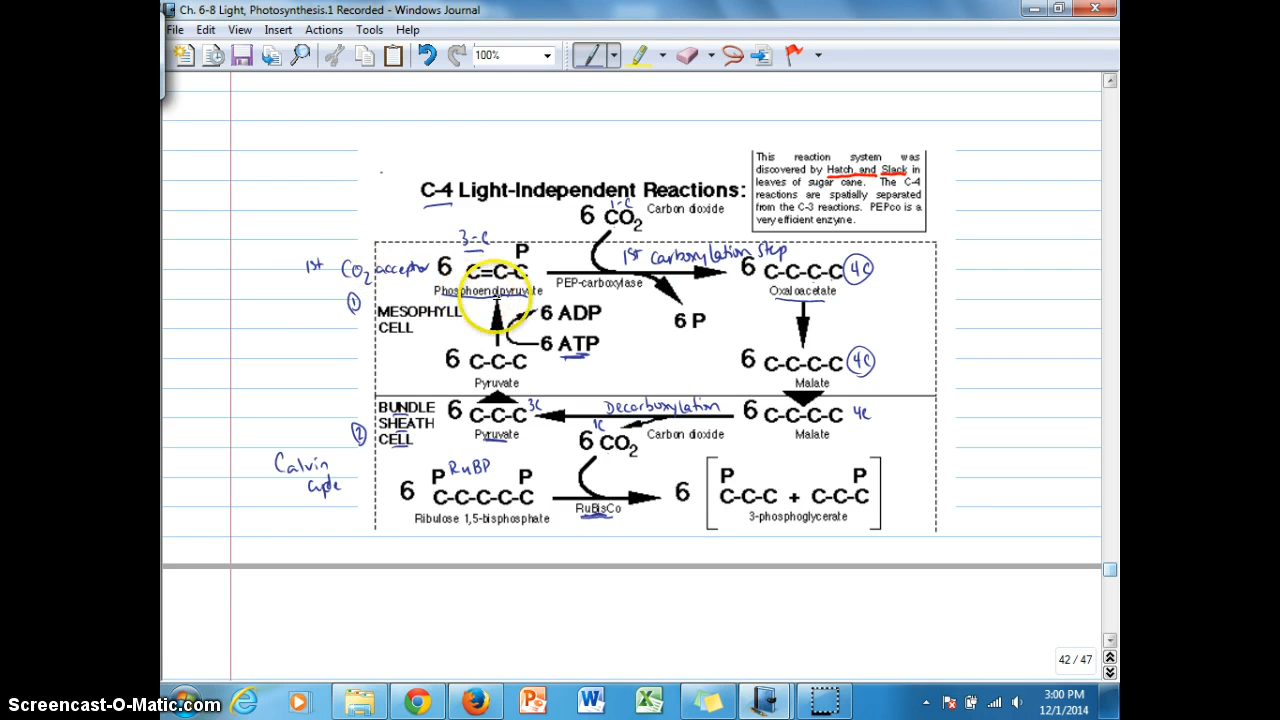 Ch. 6-8 Light, Photosynthesis.1 Recorded - Windows Journal
File Edit View Insert Actions Tools Help
100%
This reaction system was
discovered by Hatch and Slack in
leaves of sugar cane. The C-4
reactions are spatially separated
from the C-3 reactions. PEPco is a
very efficient enzyme.
C-4 Light-Independent Reactions:
1-C
6 CO2 Carbon dioxide
3-C
P
1st carboxylation step
1st CO2 acceptor 6 C=C-C
6 C-C-C-C 4C
Phosphoenolpyruvate
PEP-carboxylase
Oxaloacetate
1
MESOPHYLL
CELL
6 ADP
6 P
6 ATP
6 C-C-C
6 C-C-C-C 4C
Pyruvate
Malate
BUNDLE
SHEATH
CELL
2
6 C-C-C 3C
Decarboxylation
6 C-C-C-C 4C
Pyruvate
1C
6 CO2 Carbon dioxide
Malate
Calvin
cycle
P RuBP P
6 C-C-C-C-C
6
P P
C-C-C + C-C-C
Ribulose 1,5-bisphosphate
RuBisCo
3-phosphoglycerate
42 / 47
Screencast-O-Matic.com
3:00 PM
12/1/2014